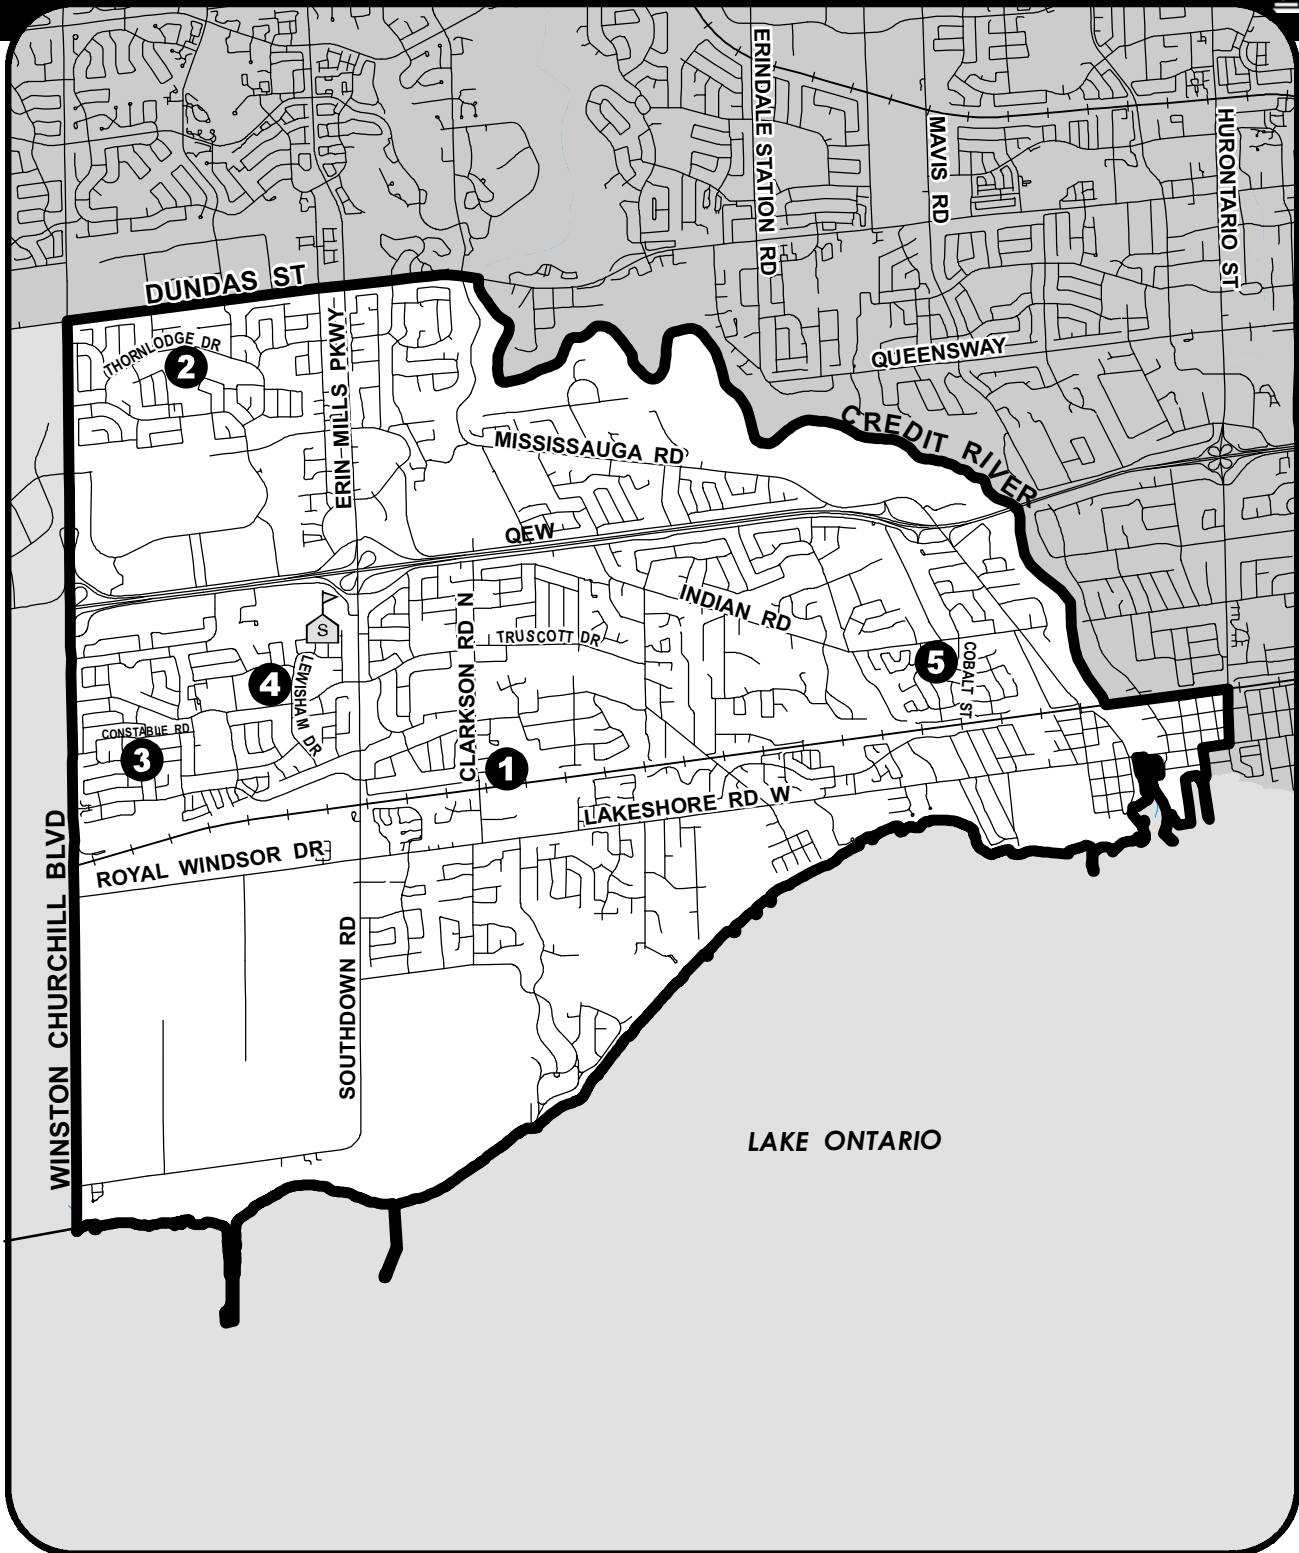 ERINDALE STATION RD
MAVIS RD
HURONTARIO ST
DUNDAS ST
THORNLODGE DR
2
ERIN MILLS PKWY
QUEENSWAY
CREDIT RIVER
MISSISSAUGA RD
QEW
INDIAN RD
CLARKSON RD N
TRUSCOTT DR
S
LEWISHAM DR
4
5
COBALT ST
CONSTABLE RD
3
1
LAKESHORE RD W
ROYAL WINDSOR DR
WINSTON CHURCHILL BLVD
SOUTHDOWN RD
LAKE ONTARIO